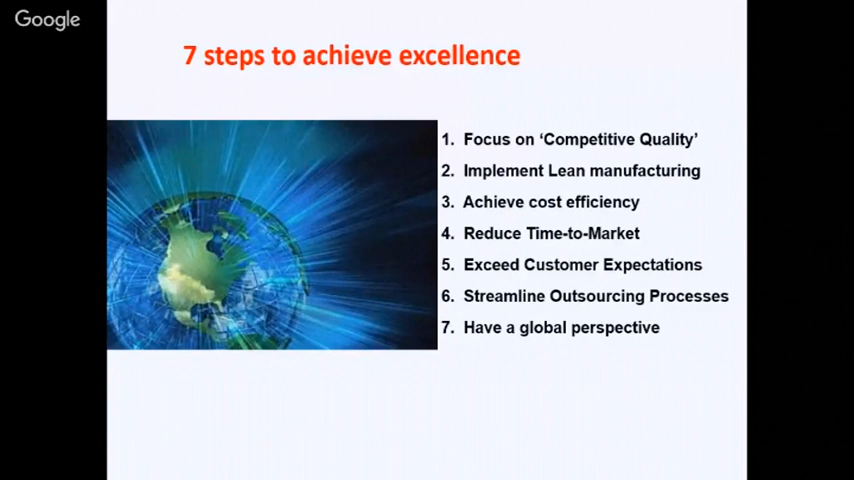 Google
7 steps to achieve excellence
1. Focus on ‘Competitive Quality’
2. Implement Lean manufacturing
3. Achieve cost efficiency
4. Reduce Time-to-Market
5. Exceed Customer Expectations
6. Streamline Outsourcing Processes
7. Have a global perspective